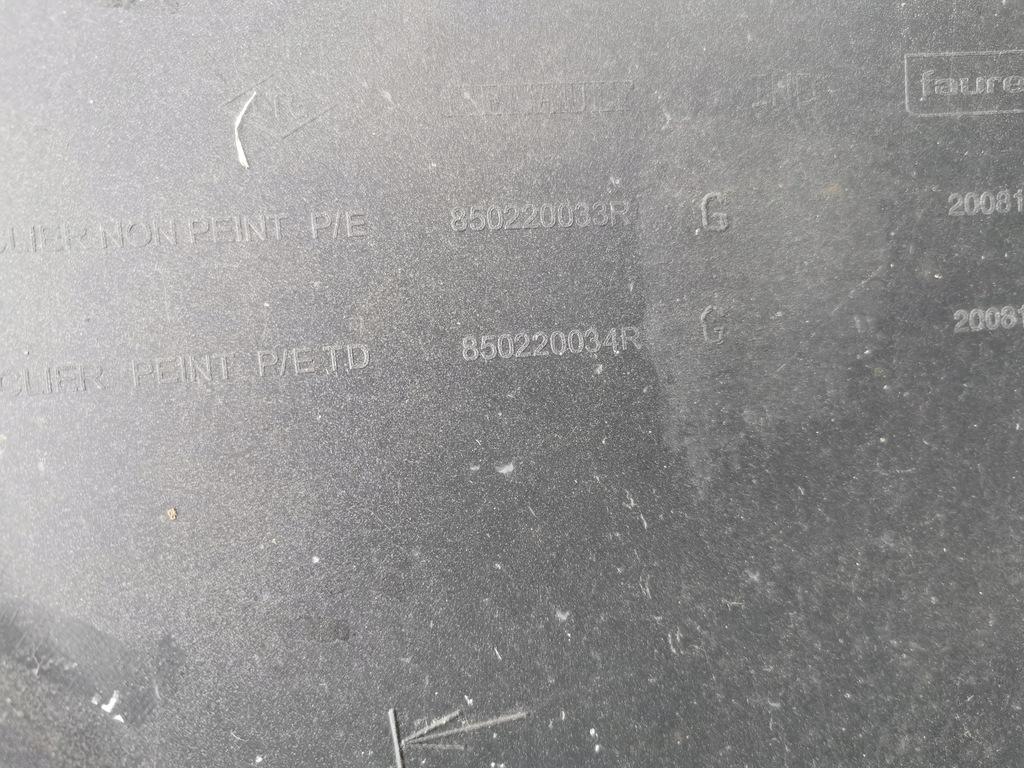 RENAULT faure
CLIER NON PEINT P/E 850220033R G 20081
CLIER PEINT P/E TD 850220034R G 20081